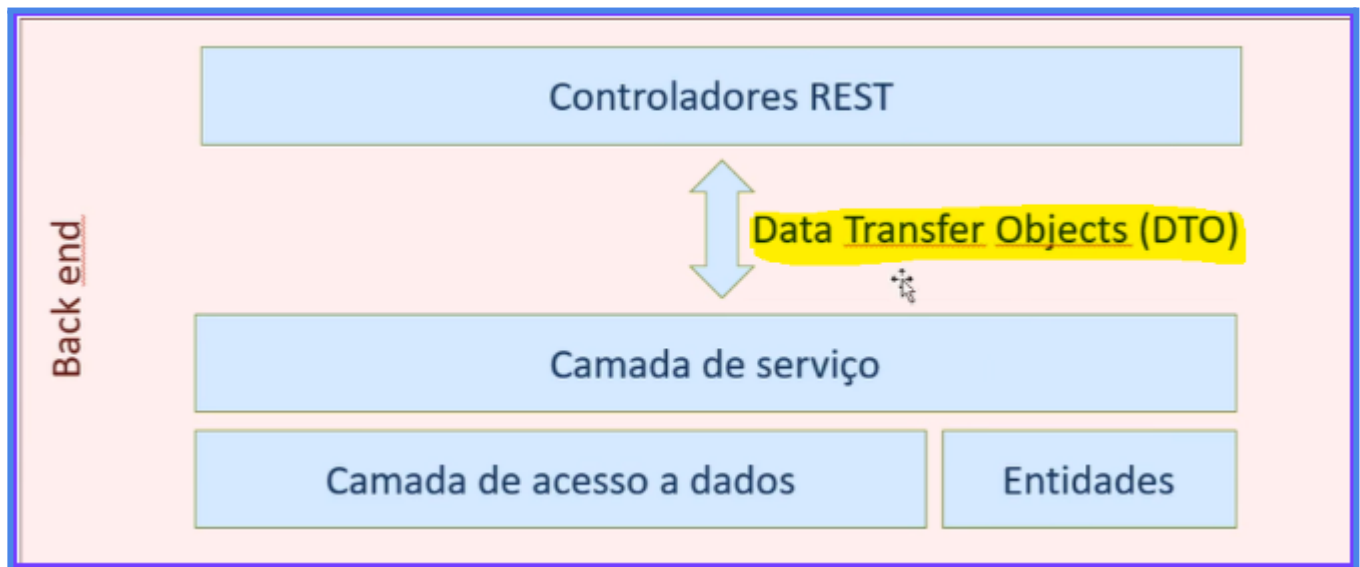 Controladores REST
Data Transfer Objects (DTO)
Back end
Camada de serviço
Camada de acesso a dados
Entidades